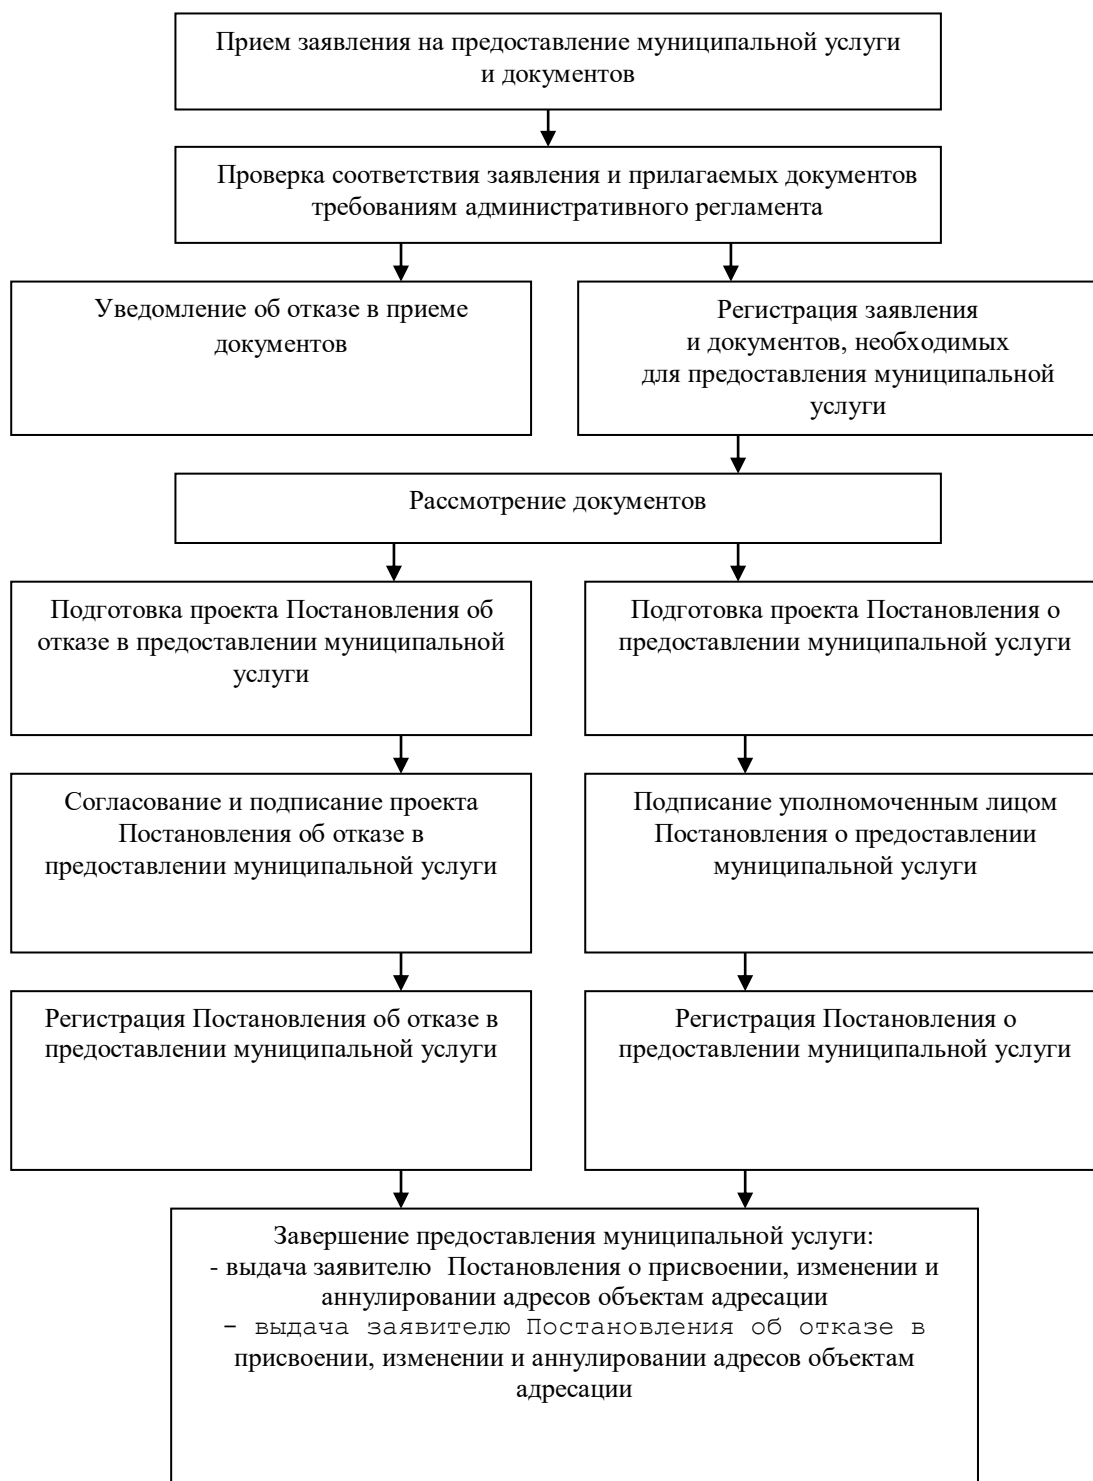 Прием заявления на предоставление муниципальной услуги
и документов
Проверка соответствия заявления и прилагаемых документов
требованиям административного регламента
Уведомление об отказе в приеме
документов
Регистрация заявления
и документов, необходимых
для предоставления муниципальной
услуги
Рассмотрение документов
Подготовка проекта Постановления об
отказе в предоставлении муниципальной
услуги
Подготовка проекта Постановления о
предоставлении муниципальной услуги
Согласование и подписание проекта
Постановления об отказе в
предоставлении муниципальной услуги
Подписание уполномоченным лицом
Постановления о предоставлении
муниципальной услуги
Регистрация Постановления об отказе в
предоставлении муниципальной услуги
Регистрация Постановления о
предоставлении муниципальной услуги
Завершение предоставления муниципальной услуги:
- выдача заявителю Постановления о присвоении, изменении и
аннулировании адресов объектам адресации
- выдача заявителю Постановления об отказе в
присвоении, изменении и аннулировании адресов объектам
адресации